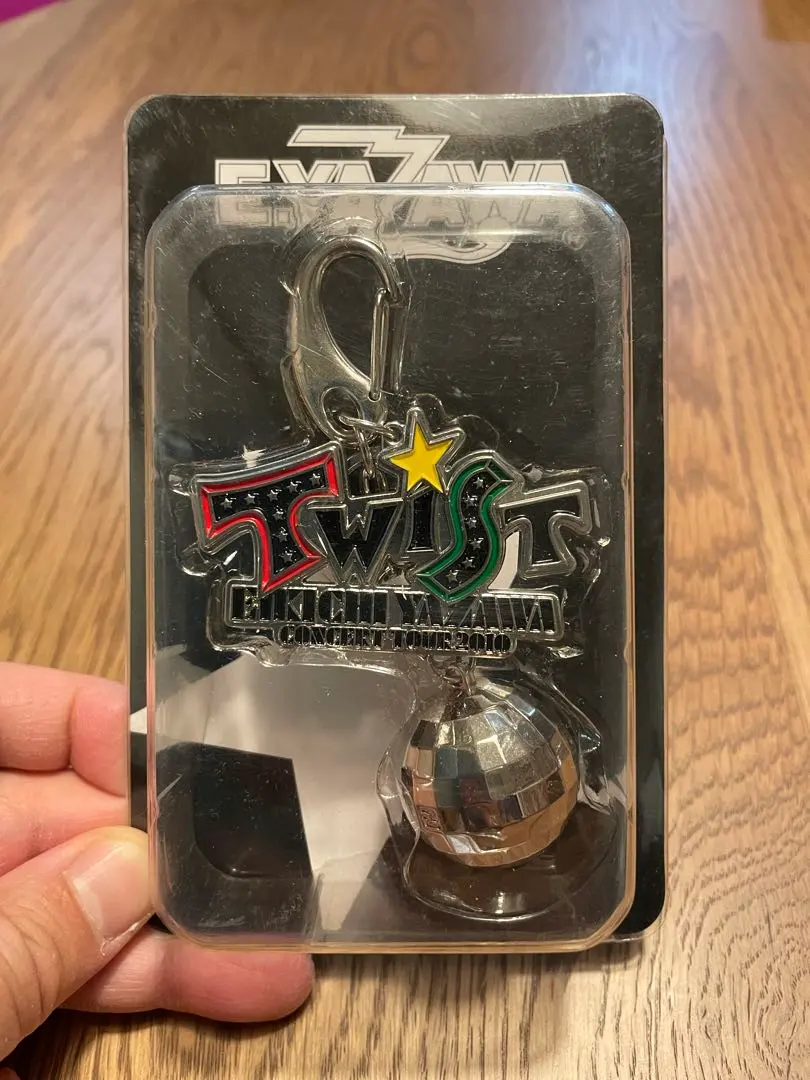 E.YAZAWA
TWiST
EIKICHI YAZAWA
CONCERT TOUR 2010